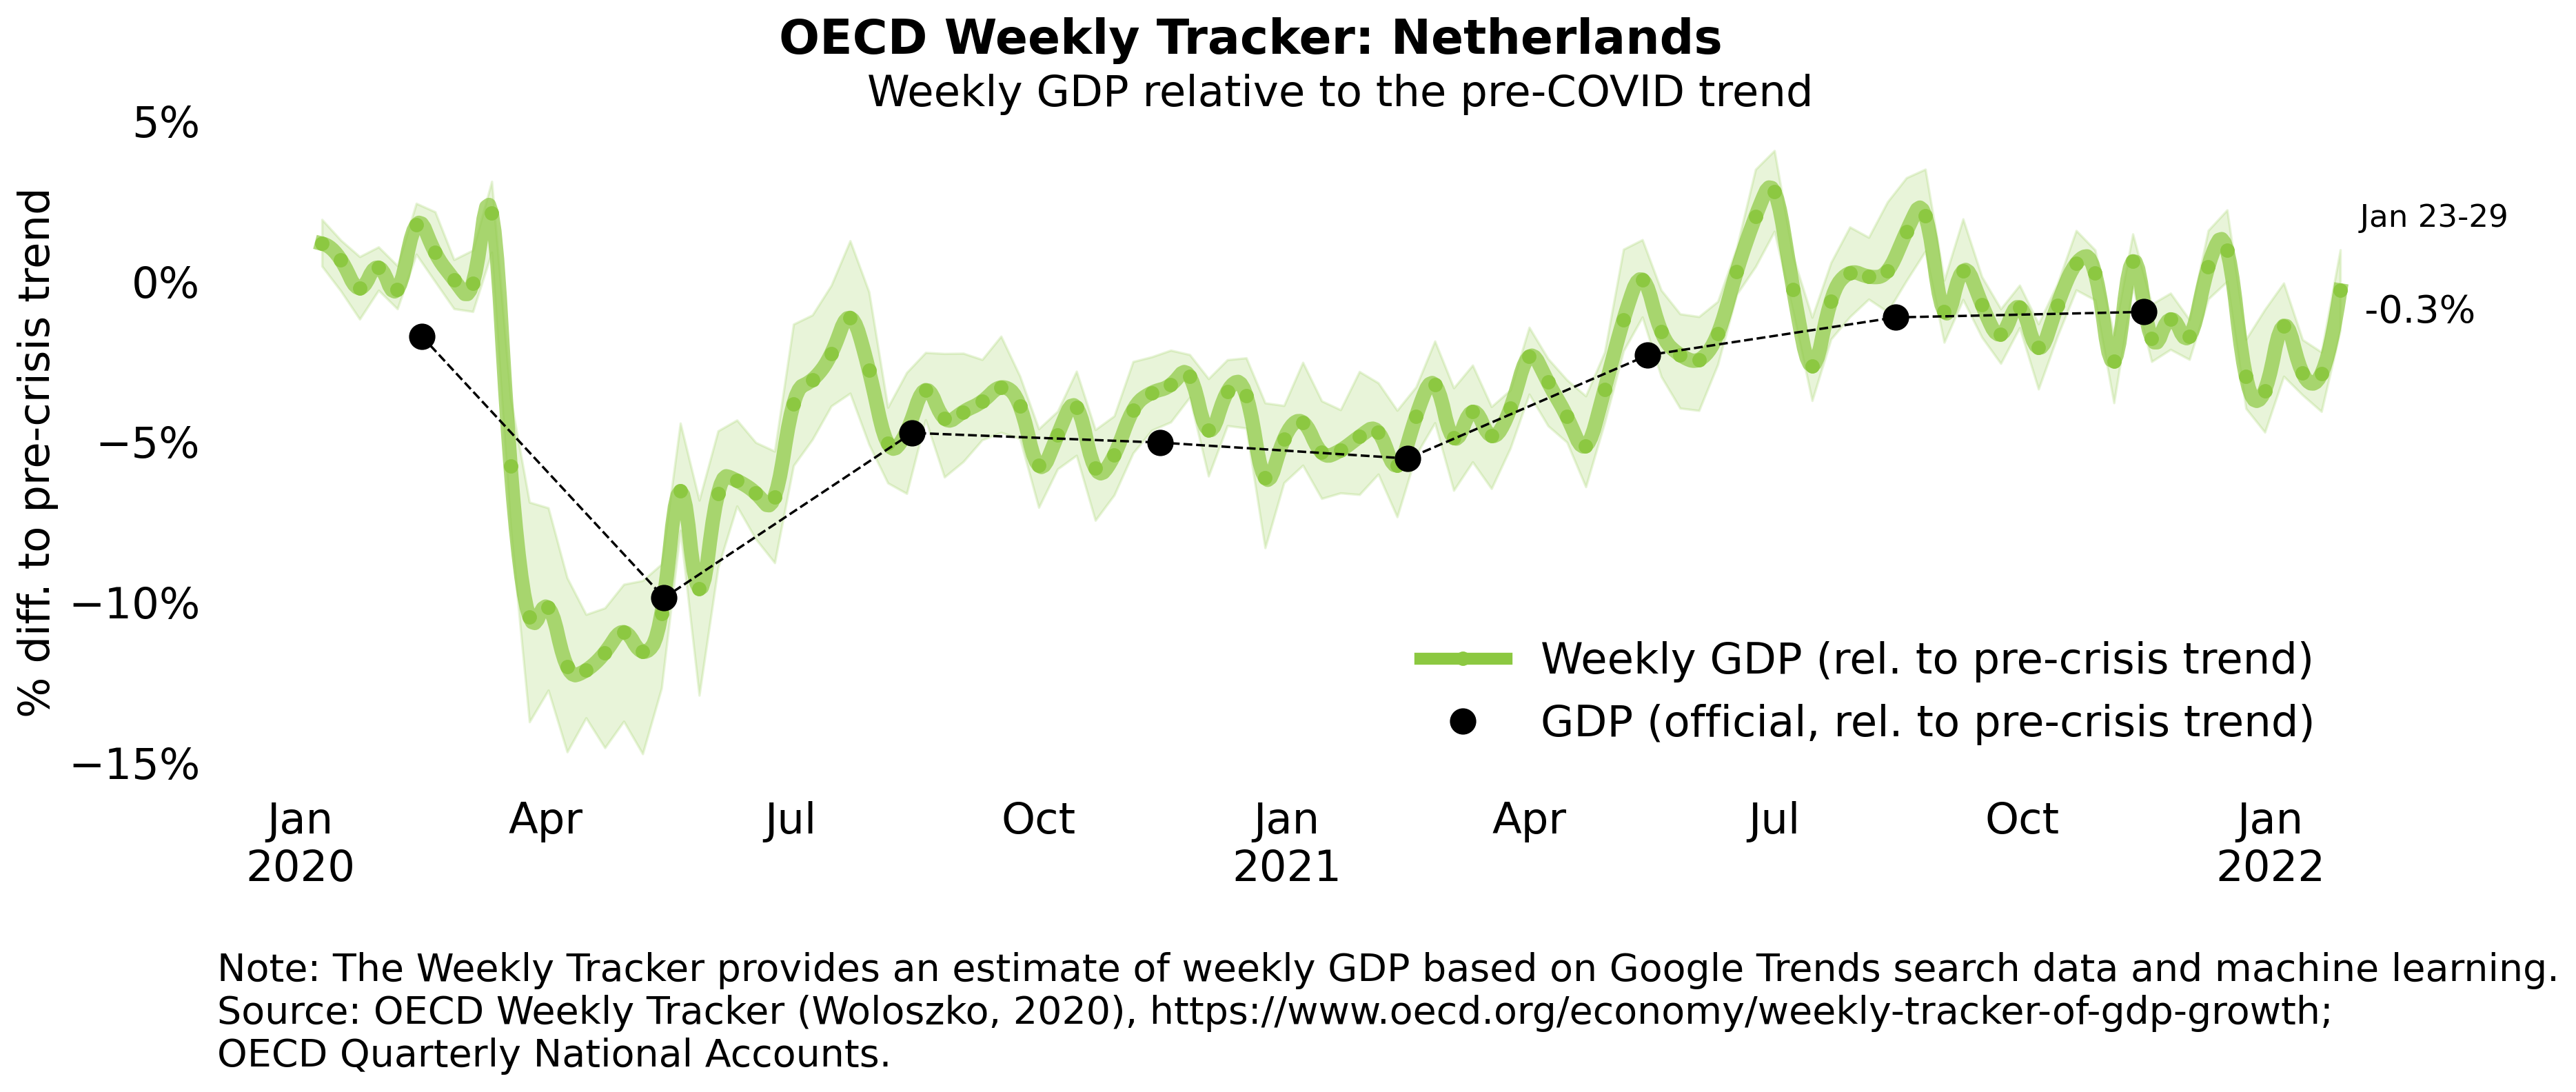 OECD Weekly Tracker: Netherlands
Weekly GDP relative to the pre-COVID trend
% diff. to pre-crisis trend
5%
0%
−5%
−10%
−15%
Jan 23-29
-0.3%
Weekly GDP (rel. to pre-crisis trend)
GDP (official, rel. to pre-crisis trend)
Jan Apr Jul Oct Jan Apr Jul Oct Jan
2020 2021 2022
Note: The Weekly Tracker provides an estimate of weekly GDP based on Google Trends search data and machine learning.
Source: OECD Weekly Tracker (Woloszko, 2020), https://www.oecd.org/economy/weekly-tracker-of-gdp-growth;
OECD Quarterly National Accounts.